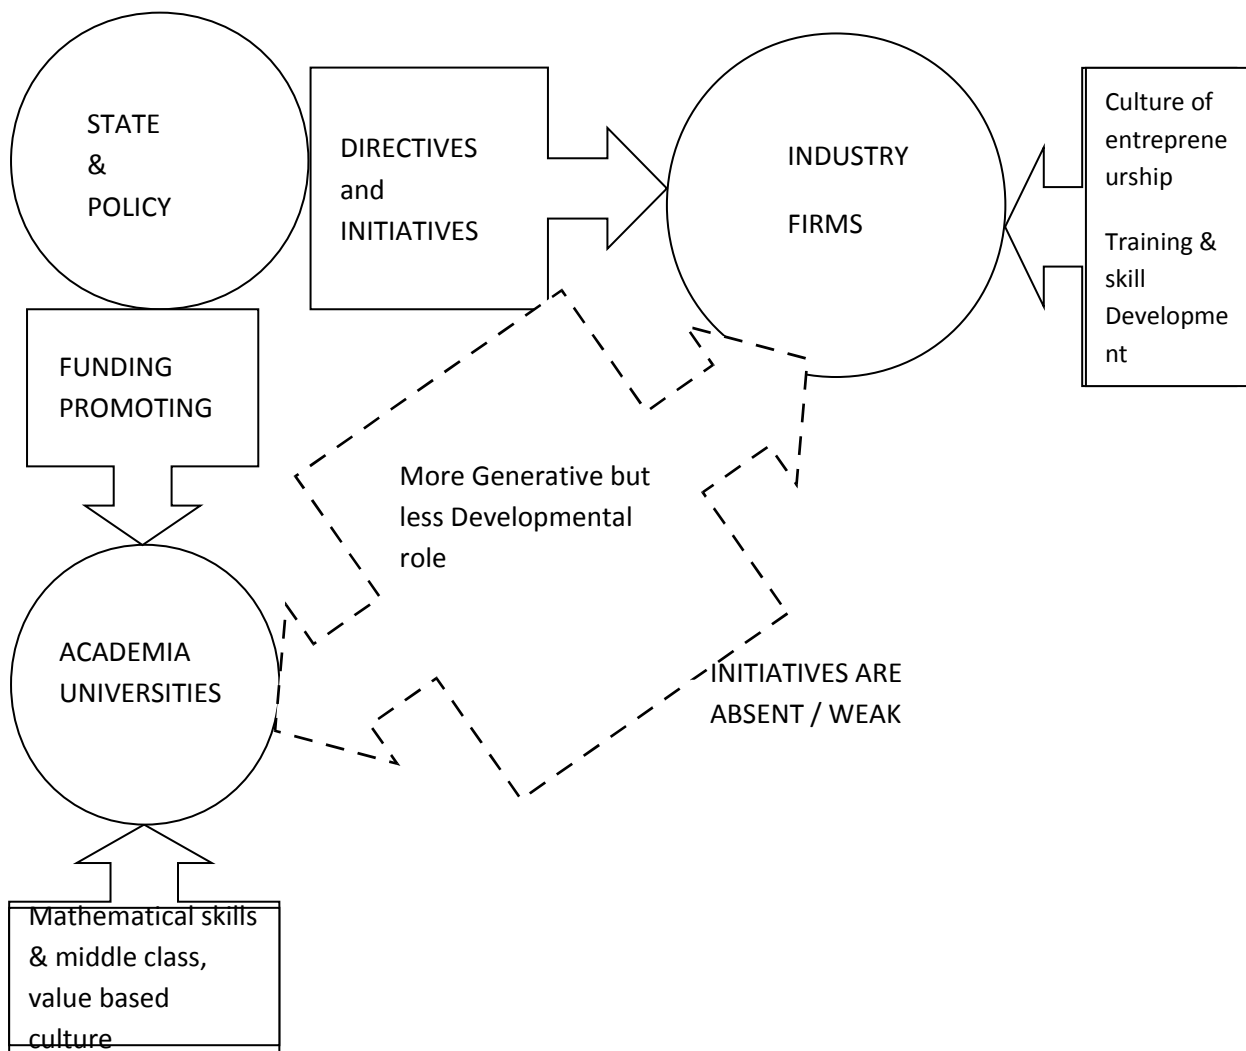 STATE
&
POLICY
DIRECTIVES
and
INITIATIVES
INDUSTRY
FIRMS
Culture of
entreprene
urship
Training &
skill
Developme
nt
FUNDING
PROMOTING
More Generative but
less Developmental
role
ACADEMIA
UNIVERSITIES
INITIATIVES ARE
ABSENT / WEAK
Mathematical skills
& middle class,
value based
culture